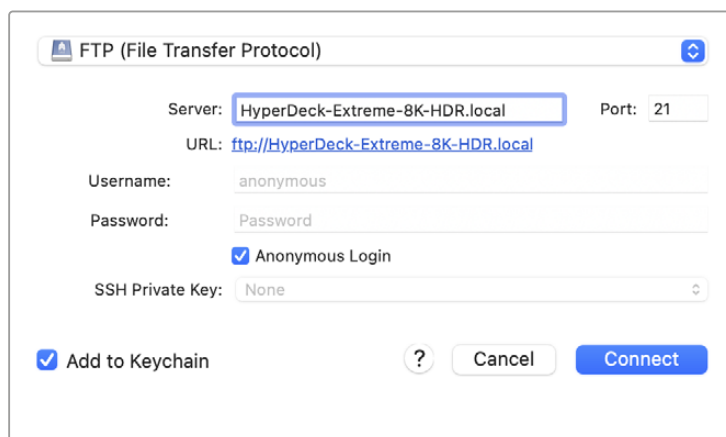 FTP (File Transfer Protocol)
Server: HyperDeck-Extreme-8K-HDR.local Port: 21
URL: ftp://HyperDeck-Extreme-8K-HDR.local
Username: anonymous
Password: Password
Anonymous Login
SSH Private Key: None
Add to Keychain ? Cancel Connect